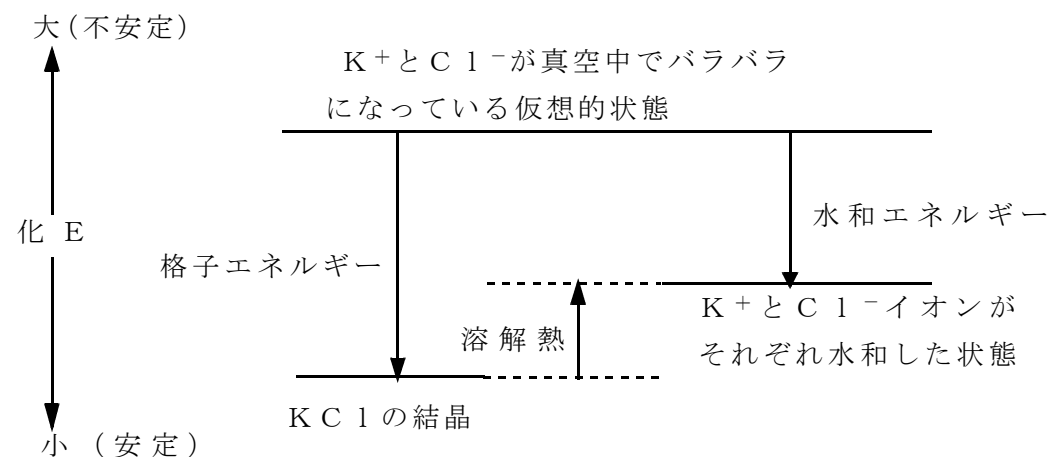 大(不安定)
K⁺とCl⁻が真空中でバラバラ
になっている仮想的状態
化 E
水和エネルギー
格子エネルギー
K⁺とCl⁻イオンが
溶解熱
それぞれ水和した状態
KClの結晶
小 (安定)